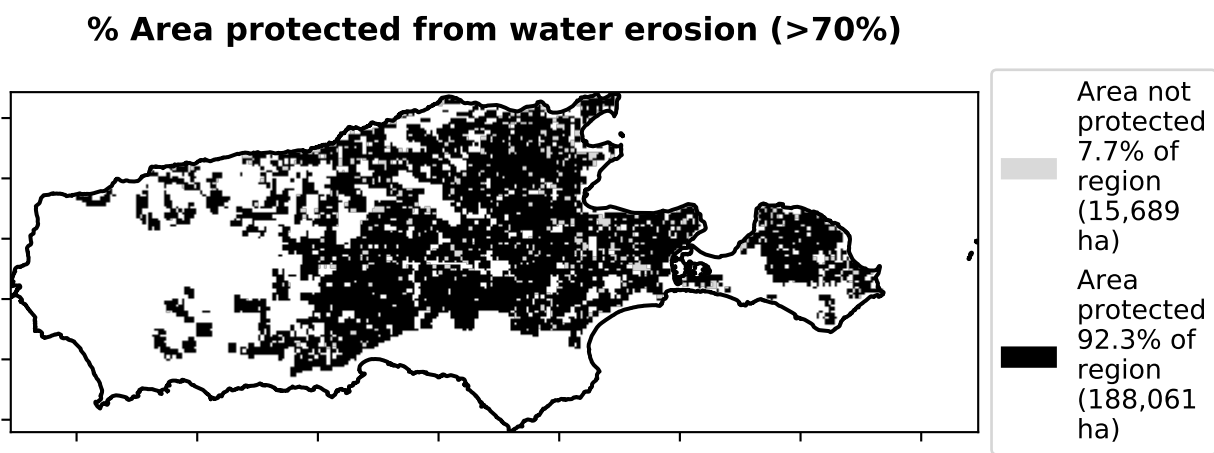 % Area protected from water erosion (>70%)
Area not
protected
7.7% of
region
(15,689
ha)
Area
protected
92.3% of
region
(188,061
ha)